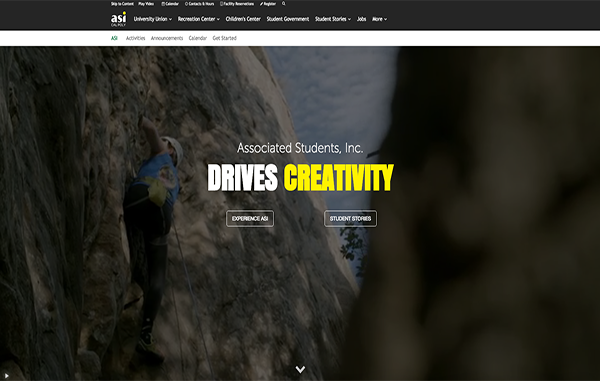 Skip to Content Play Video Calendar Contacts & Hours Facility Reservations Register
asi
CAL POLY
University Union Recreation Center Children's Center Student Government Student Stories Jobs More
ASI Activities Announcements Calendar Get Started
Associated Students, Inc.
DRIVES CREATIVITY
EXPERIENCE ASI STUDENT STORIES